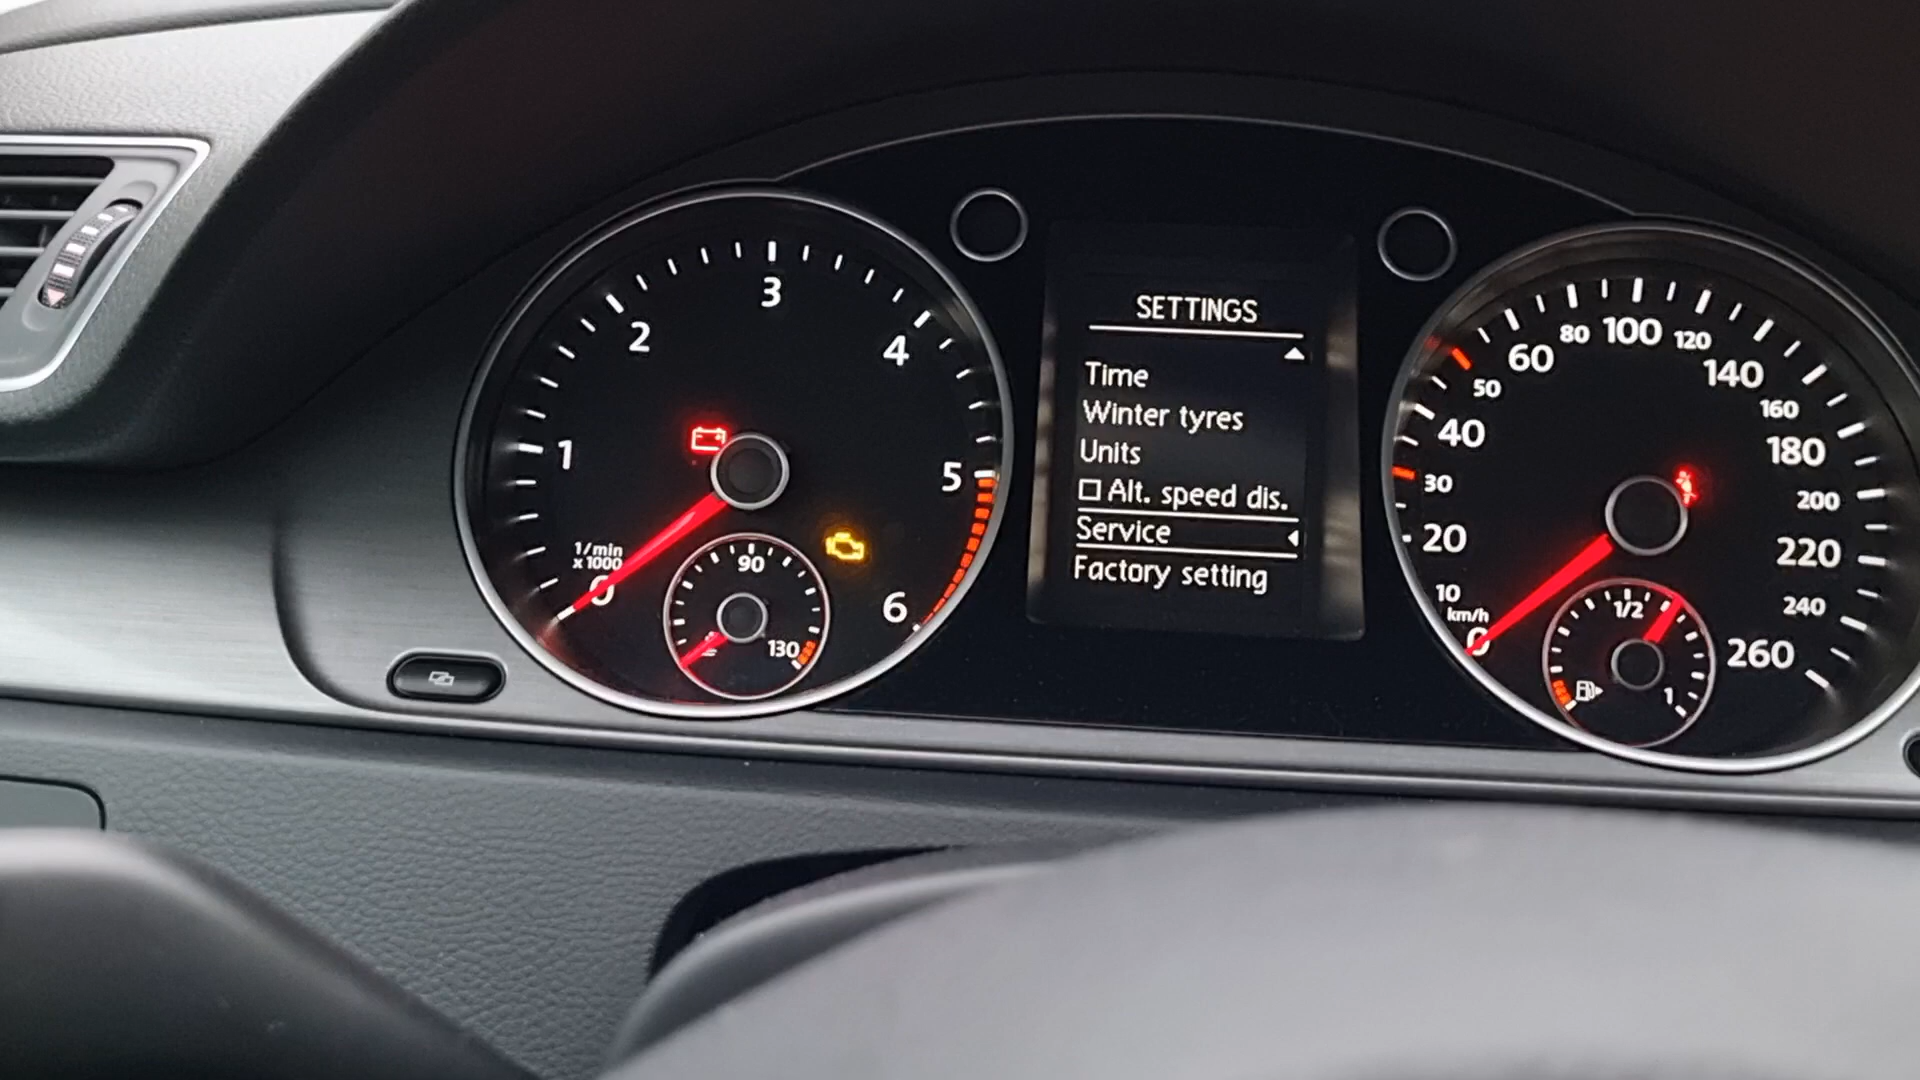 1
2
3
4
5
6
1/min
x 1000
0
90
130
SETTINGS
Time
Winter tyres
Units
Alt. speed dis.
Service
Factory setting
0
km/h
10
20
30
40
50
60
80
100
120
140
160
180
200
220
240
260
1/2
1